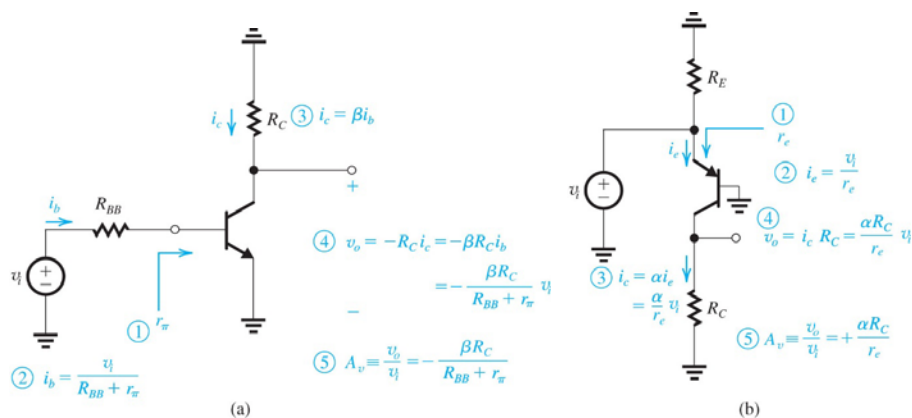 i_c
R_C
③ i_c = βi_b
+
i_b
R_BB
v_i
+
−
① r_π
② i_b = v_i / (R_BB + r_π)
④ v_o = −R_C i_c = −βR_C i_b
= − βR_C / (R_BB + r_π) v_i
−
⑤ A_v ≡ v_o / v_i = − βR_C / (R_BB + r_π)
(a)
R_E
① r_e
i_e
② i_e = v_i / r_e
v_i
+
−
④ v_o = i_c R_C = αR_C / r_e v_i
③ i_c = αi_e
= α / r_e v_i
R_C
⑤ A_v ≡ v_o / v_i = + αR_C / r_e
(b)